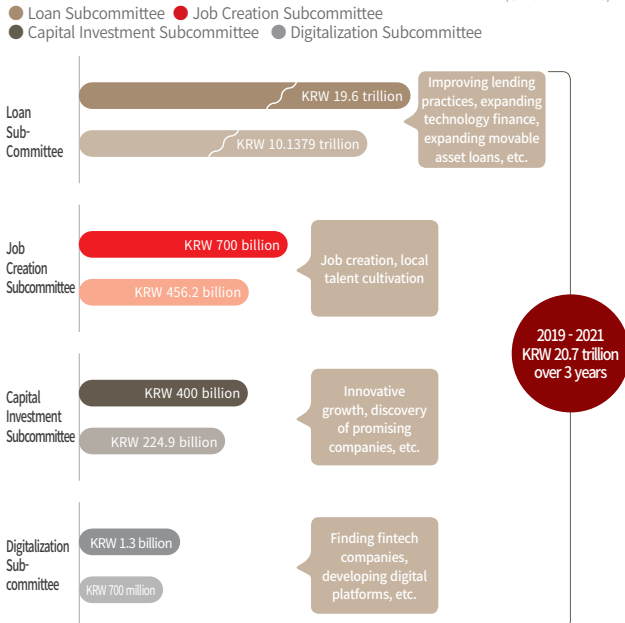 Loan Subcommittee Job Creation Subcommittee
Capital Investment Subcommittee Digitalization Subcommittee
Loan
Sub-
Committee
KRW 19.6 trillion
KRW 10.1379 trillion
Improving lending
practices, expanding
technology finance,
expanding movable
asset loans, etc.
Job
Creation
Subcommittee
KRW 700 billion
KRW 456.2 billion
Job creation, local
talent cultivation
2019 - 2021
KRW 20.7 trillion
over 3 years
Capital
Investment
Subcommittee
KRW 400 billion
KRW 224.9 billion
Innovative
growth, discovery
of promising
companies, etc.
Digitalization
Sub-
committee
KRW 1.3 billion
KRW 700 million
Finding fintech
companies,
developing digital
platforms, etc.